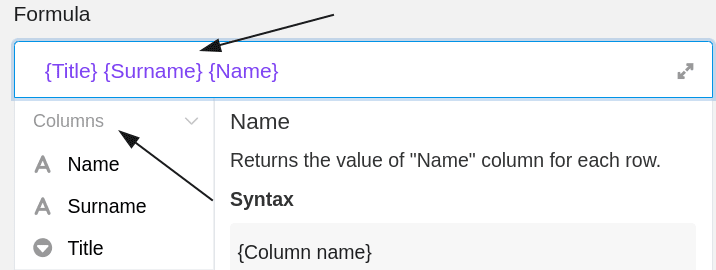 Formula
{Title} {Surname} {Name}
Columns
Name
Surname
Title
Name
Returns the value of "Name" column for each row.
Syntax
{Column name}